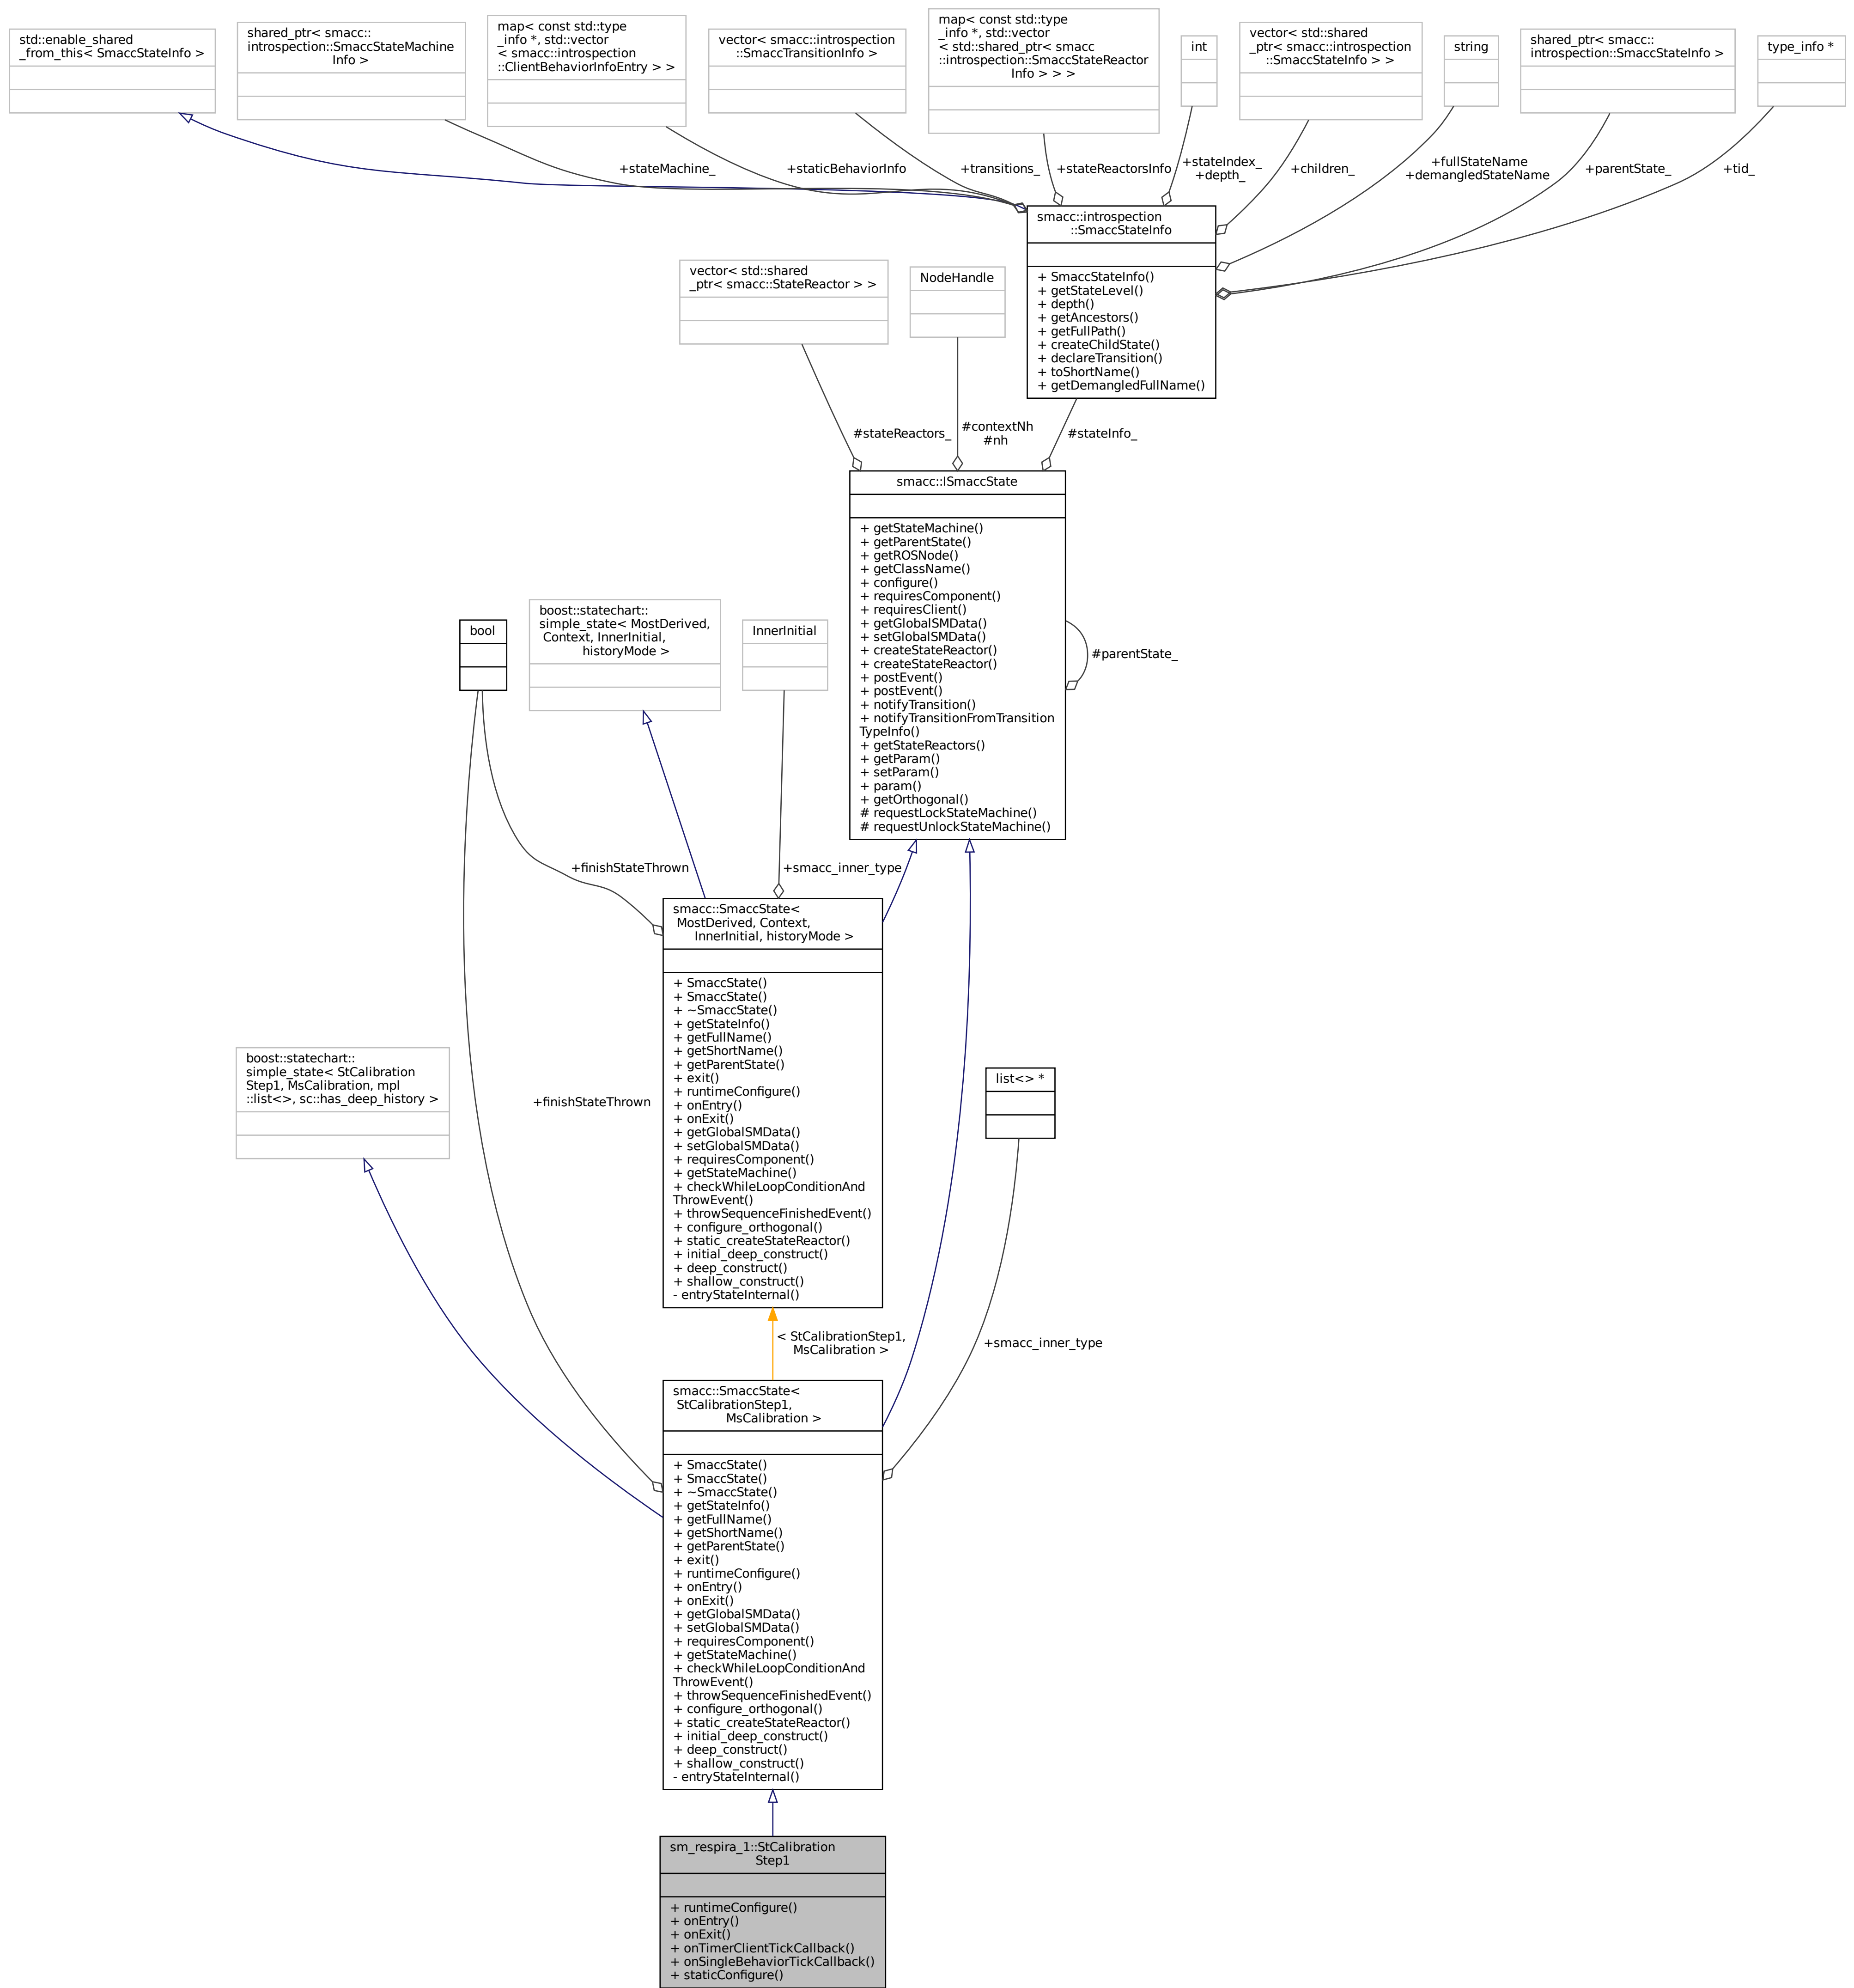 std::enable_shared
_from_this< SmaccStateInfo >
shared_ptr< smacc::
introspection::SmaccStateMachine
Info >
map< const std::type
_info *, std::vector
< smacc::introspection
::ClientBehaviorInfoEntry > >
vector< smacc::introspection
::SmaccTransitionInfo >
map< const std::type
_info *, std::vector
< std::shared_ptr< smacc
::introspection::SmaccStateReactor
Info > > >
int
vector< std::shared
_ptr< smacc::introspection
::SmaccStateInfo > >
string
shared_ptr< smacc::
introspection::SmaccStateInfo >
type_info *
+stateMachine_
+staticBehaviorInfo
+transitions_
+stateReactorsInfo
+stateIndex_
+depth_
+children_
+fullStateName
+demangledStateName
+parentState_
+tid_
smacc::introspection
::SmaccStateInfo
+ SmaccStateInfo()
+ getStateLevel()
+ depth()
+ getAncestors()
+ getFullPath()
+ createChildState()
+ declareTransition()
+ toShortName()
+ getDemangledFullName()
vector< std::shared
_ptr< smacc::StateReactor > >
NodeHandle
#stateReactors_
#contextNh
#nh
#stateInfo_
smacc::ISmaccState
+ getStateMachine()
+ getParentState()
+ getROSNode()
+ getClassName()
+ configure()
+ requiresComponent()
+ requiresClient()
+ getGlobalSMData()
+ setGlobalSMData()
+ createStateReactor()
+ createStateReactor()
+ postEvent()
+ postEvent()
+ notifyTransition()
+ notifyTransitionFromTransition
TypeInfo()
+ getStateReactors()
+ getParam()
+ setParam()
+ param()
+ getOrthogonal()
# requestLockStateMachine()
# requestUnlockStateMachine()
#parentState_
bool
boost::statechart::
simple_state< MostDerived,
Context, InnerInitial,
historyMode >
InnerInitial
+finishStateThrown
+smacc_inner_type
smacc::SmaccState<
MostDerived, Context,
InnerInitial, historyMode >
+ SmaccState()
+ SmaccState()
+ ~SmaccState()
+ getStateInfo()
+ getFullName()
+ getShortName()
+ getParentState()
+ exit()
+ runtimeConfigure()
+ onEntry()
+ onExit()
+ getGlobalSMData()
+ setGlobalSMData()
+ requiresComponent()
+ getStateMachine()
+ checkWhileLoopConditionAnd
ThrowEvent()
+ throwSequenceFinishedEvent()
+ configure_orthogonal()
+ static_createStateReactor()
+ initial_deep_construct()
+ deep_construct()
+ shallow_construct()
- entryStateInternal()
boost::statechart::
simple_state< StCalibration
Step1, MsCalibration, mpl
::list<>, sc::has_deep_history >
+finishStateThrown
list<> *
< StCalibrationStep1,
MsCalibration >
+smacc_inner_type
smacc::SmaccState<
StCalibrationStep1,
MsCalibration >
+ SmaccState()
+ SmaccState()
+ ~SmaccState()
+ getStateInfo()
+ getFullName()
+ getShortName()
+ getParentState()
+ exit()
+ runtimeConfigure()
+ onEntry()
+ onExit()
+ getGlobalSMData()
+ setGlobalSMData()
+ requiresComponent()
+ getStateMachine()
+ checkWhileLoopConditionAnd
ThrowEvent()
+ throwSequenceFinishedEvent()
+ configure_orthogonal()
+ static_createStateReactor()
+ initial_deep_construct()
+ deep_construct()
+ shallow_construct()
- entryStateInternal()
sm_respira_1::StCalibration
Step1
+ runtimeConfigure()
+ onEntry()
+ onExit()
+ onTimerClientTickCallback()
+ onSingleBehaviorTickCallback()
+ staticConfigure()